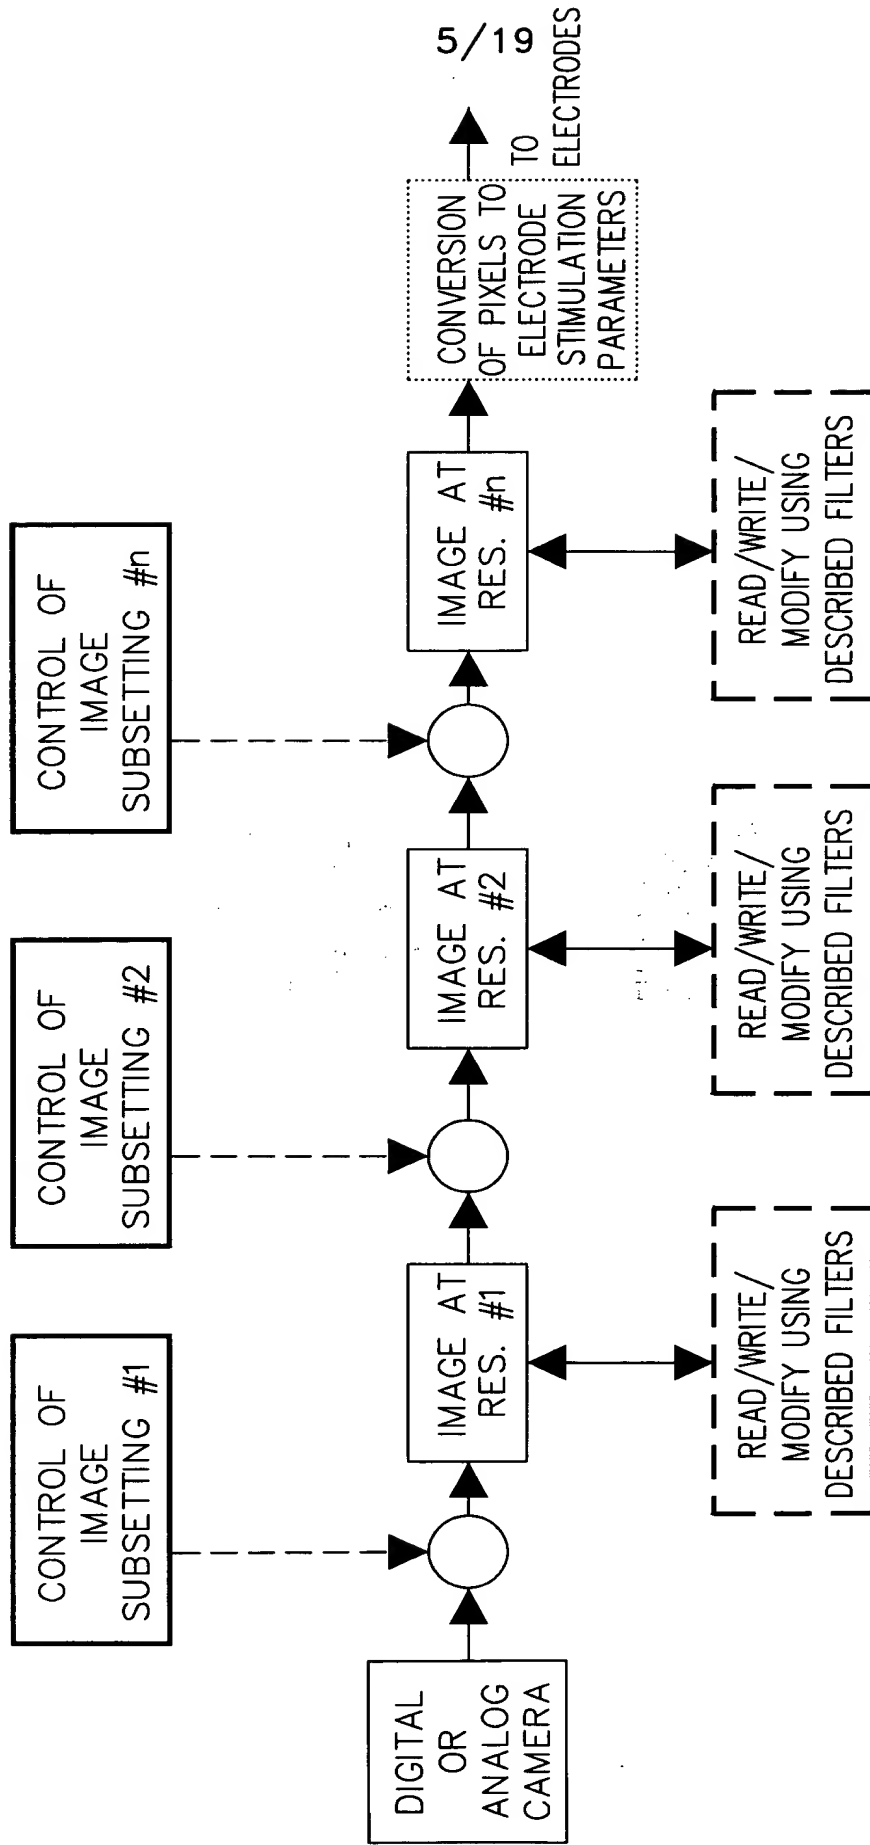 5/19
CONTROL OF
IMAGE
SUBSETTING #1
CONTROL OF
IMAGE
SUBSETTING #2
CONTROL OF
IMAGE
SUBSETTING #n
DIGITAL
OR
ANALOG
CAMERA
IMAGE AT
RES. #1
IMAGE AT
RES. #2
IMAGE AT
RES. #n
CONVERSION
OF PIXELS TO
ELECTRODE
STIMULATION
PARAMETERS
TO
ELECTRODES
READ/WRITE/
MODIFY USING
DESCRIBED FILTERS
READ/WRITE/
MODIFY USING
DESCRIBED FILTERS
READ/WRITE/
MODIFY USING
DESCRIBED FILTERS